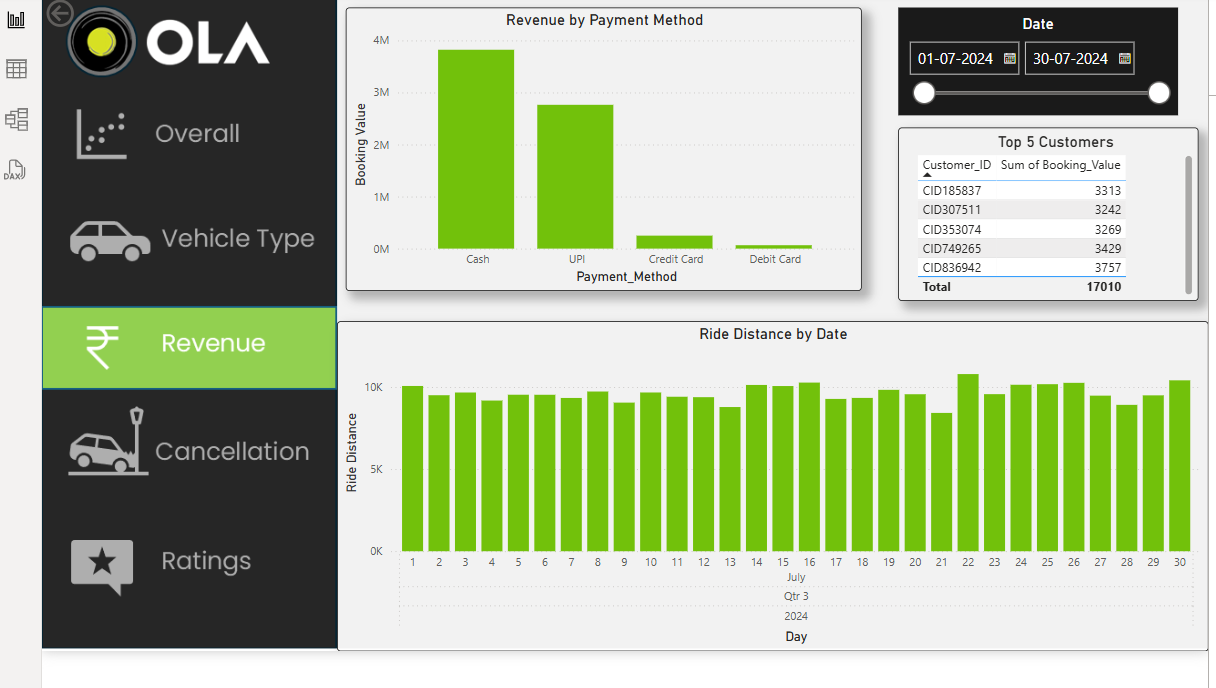 DAX
OLA
Overall
Vehicle Type
Revenue
Cancellation
Ratings
Revenue by Payment Method
Booking Value
4M
3M
2M
1M
0M
Cash UPI Credit Card Debit Card
Payment_Method
Date
01-07-2024 30-07-2024
Top 5 Customers
Customer_ID Sum of Booking_Value
CID185837 3313
CID307511 3242
CID353074 3269
CID749265 3429
CID836942 3757
Total 17010
Ride Distance by Date
Ride Distance
10K
5K
0K
1 2 3 4 5 6 7 8 9 10 11 12 13 14 15 16 17 18 19 20 21 22 23 24 25 26 27 28 29 30
July
Qtr 3
2024
Day